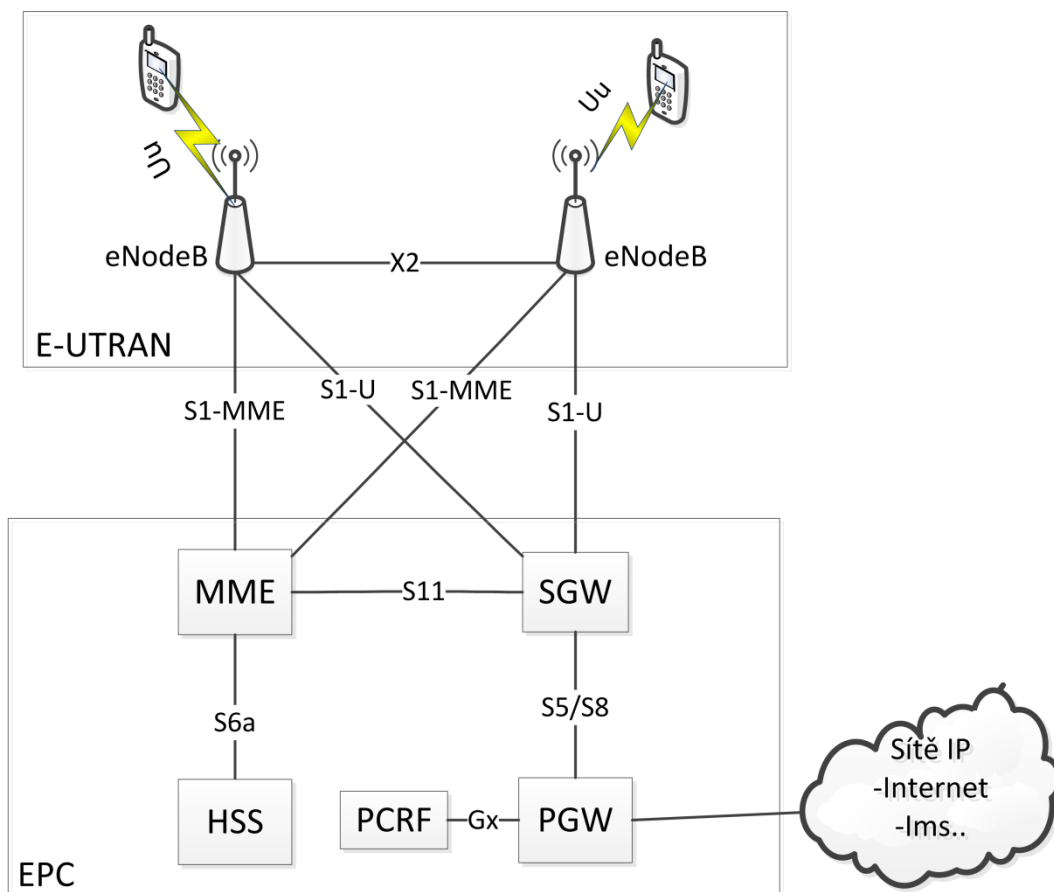 Uu
Uu
eNodeB
X2
eNodeB
E-UTRAN
S1-U
S1-MME
S1-MME
S1-U
MME
S11
SGW
S6a
S5/S8
Sítě IP
-Internet
-Ims..
HSS
PCRF
Gx
PGW
EPC